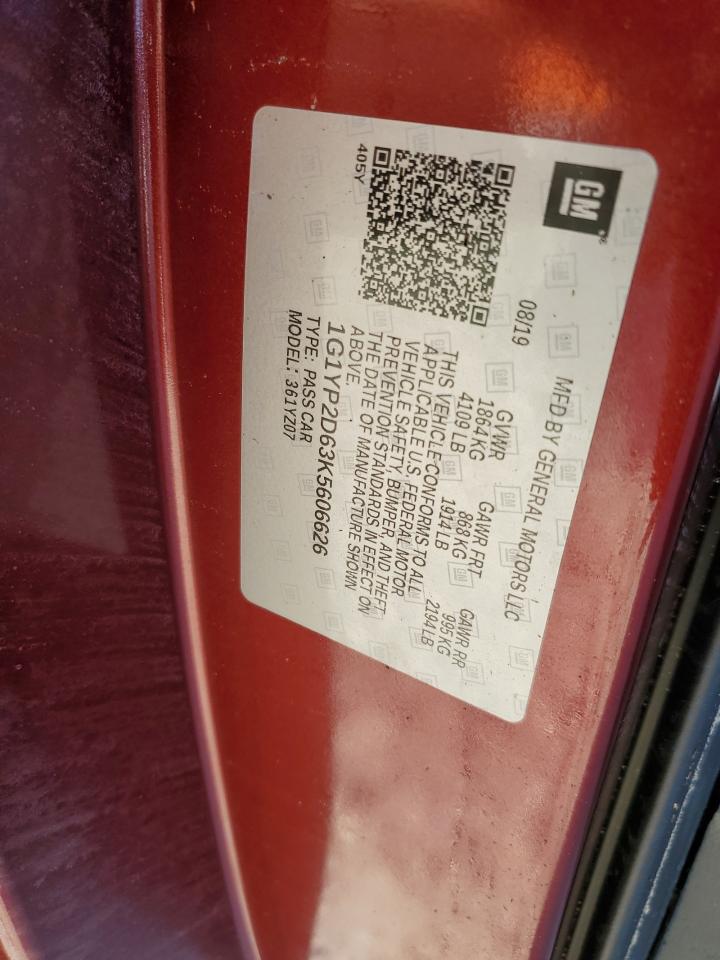 GM
08/19 MFD BY GENERAL MOTORS LLC
GVWR GAWR FRT GAWR RR
1864 KG 868 KG 995 KG
4109 LB 1914 LB 2194 LB
THIS VEHICLE CONFORMS TO ALL
APPLICABLE U.S. FEDERAL MOTOR
VEHICLE SAFETY, BUMPER, AND THEFT
PREVENTION STANDARDS IN EFFECT ON
THE DATE OF MANUFACTURE SHOWN
ABOVE.
1G1YP2D63K5606626
TYPE: PASS CAR
MODEL: 361YZ07
405Y